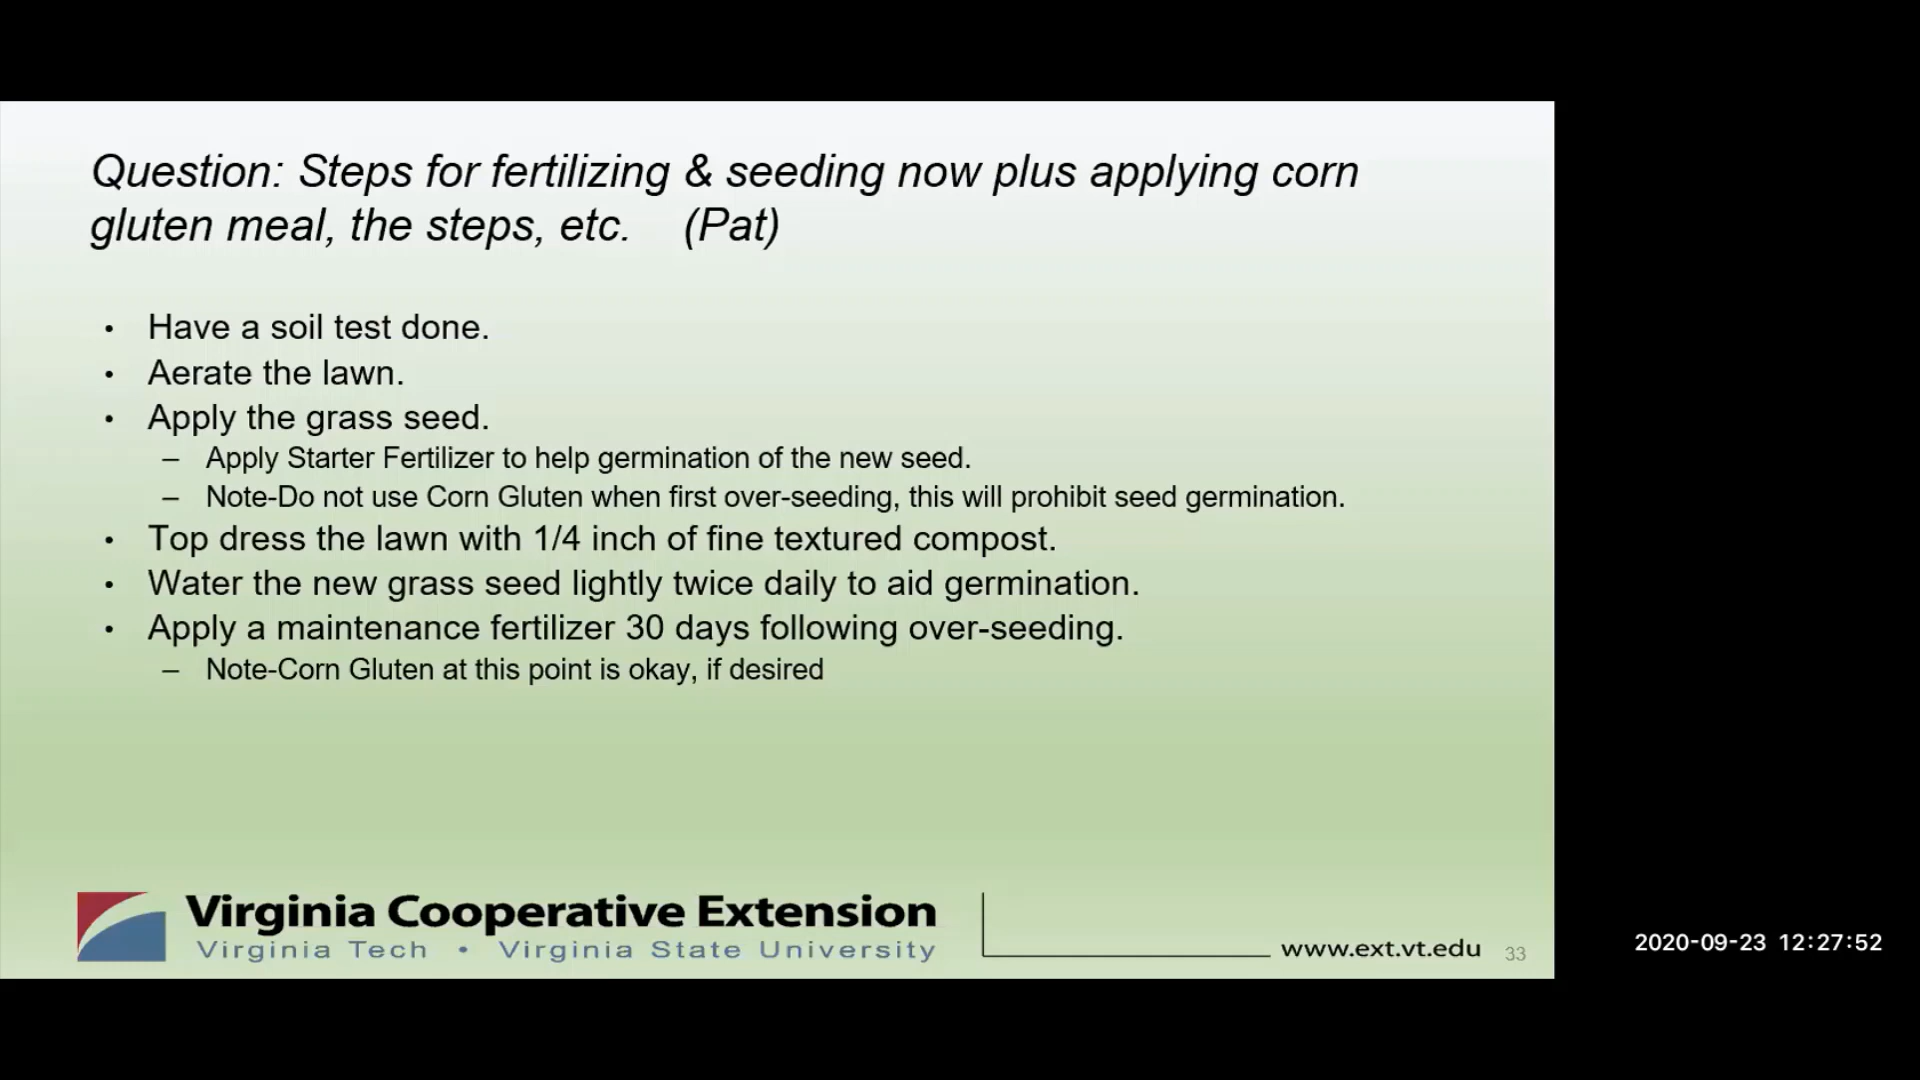 Question: Steps for fertilizing & seeding now plus applying corn
gluten meal, the steps, etc. (Pat)
• Have a soil test done.
• Aerate the lawn.
• Apply the grass seed.
– Apply Starter Fertilizer to help germination of the new seed.
– Note-Do not use Corn Gluten when first over-seeding, this will prohibit seed germination.
• Top dress the lawn with 1/4 inch of fine textured compost.
• Water the new grass seed lightly twice daily to aid germination.
• Apply a maintenance fertilizer 30 days following over-seeding.
– Note-Corn Gluten at this point is okay, if desired
Virginia Cooperative Extension
Virginia Tech • Virginia State University
www.ext.vt.edu
33
2020-09-23 12:27:52